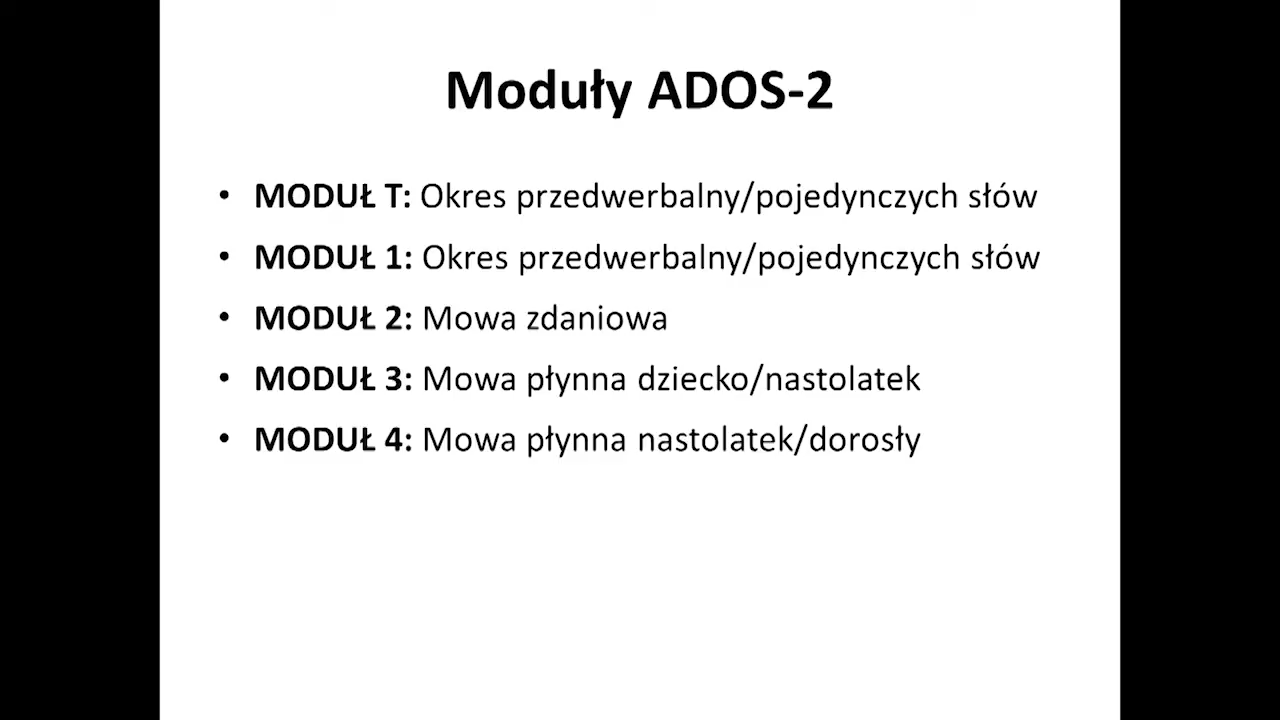 Moduły ADOS-2
• MODUŁ T: Okres przedwerbalny/pojedynczych słów
• MODUŁ 1: Okres przedwerbalny/pojedynczych słów
• MODUŁ 2: Mowa zdaniowa
• MODUŁ 3: Mowa płynna dziecko/nastolatek
• MODUŁ 4: Mowa płynna nastolatek/dorosły